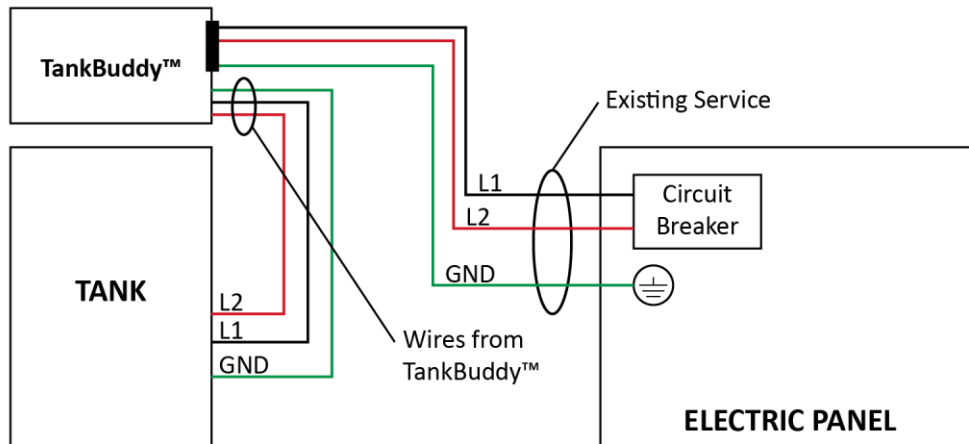 TankBuddy™
Existing Service
L1
Circuit
Breaker
L2
GND
TANK
L2
L1
GND
Wires from
TankBuddy™
ELECTRIC PANEL